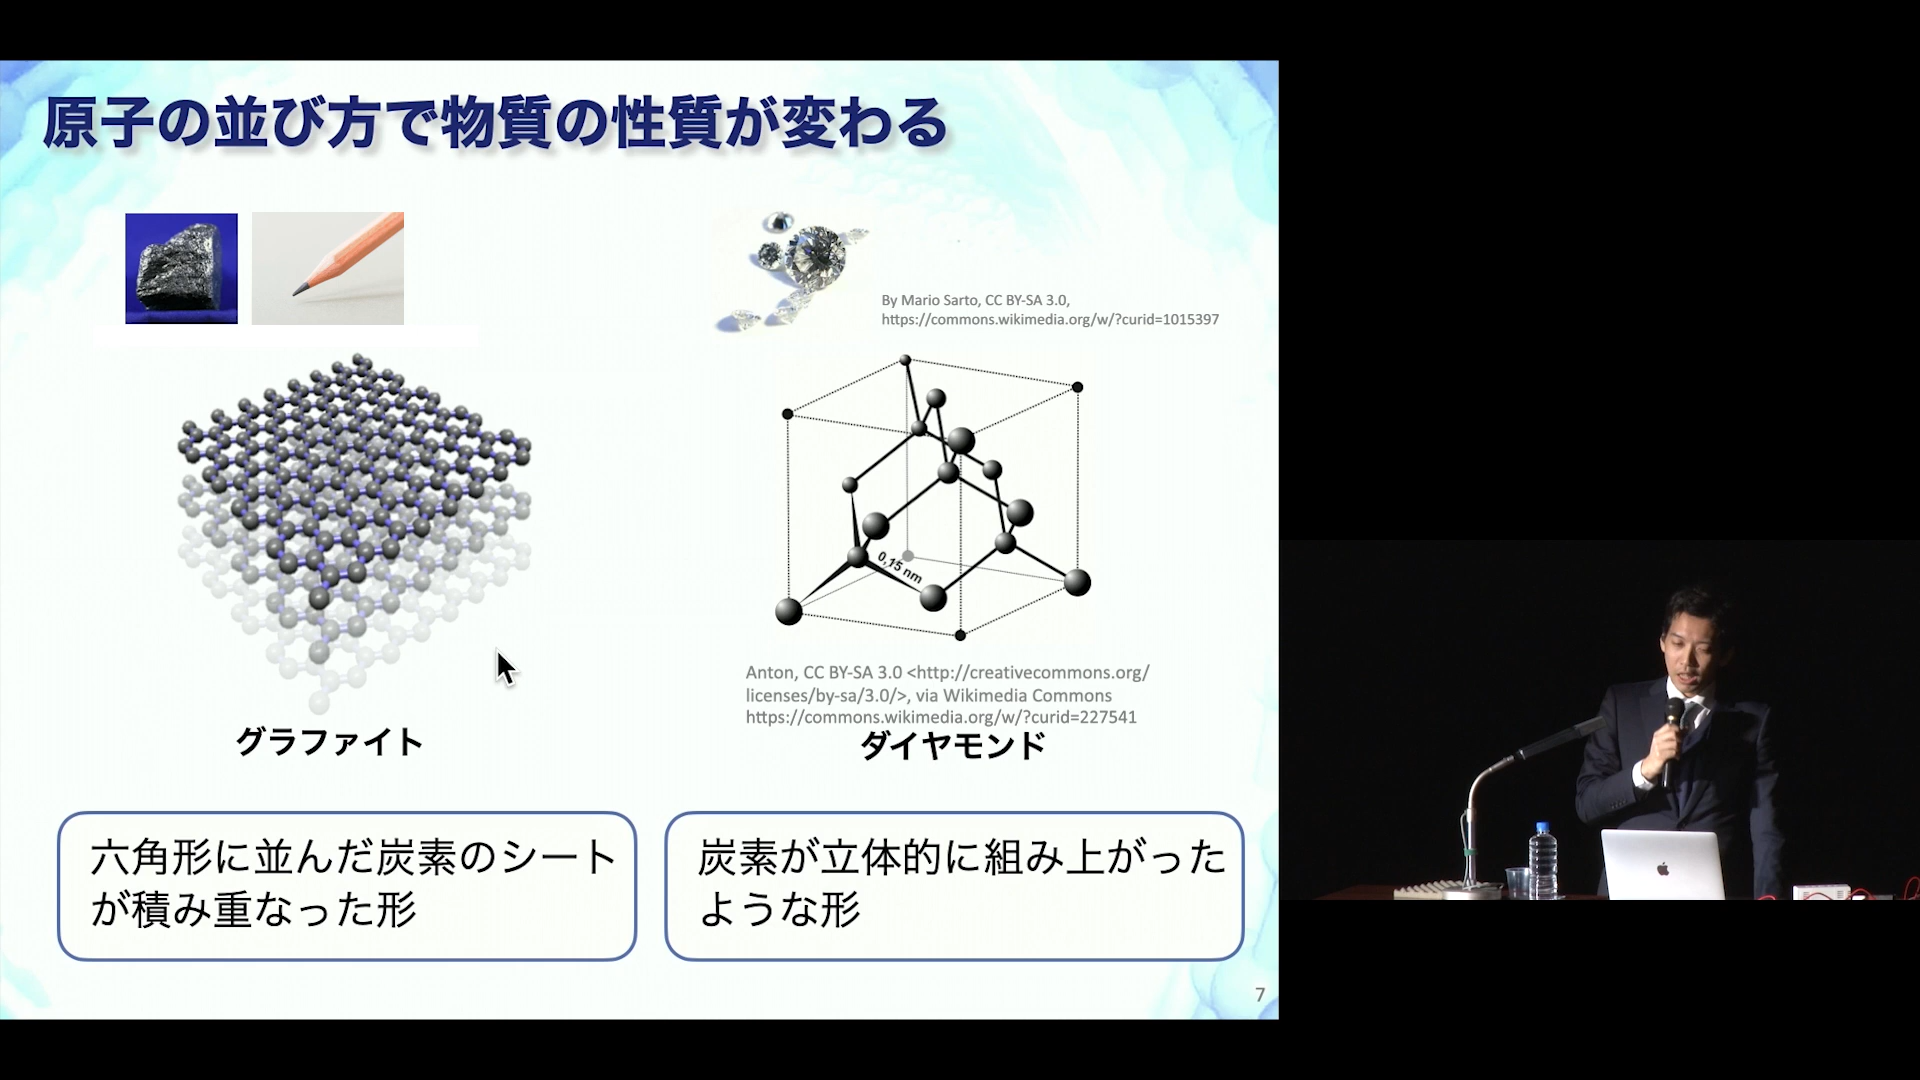 原子の並び方で物質の性質が変わる
By Mario Sarto, CC BY-SA 3.0,
https://commons.wikimedia.org/w/?curid=1015397
0,15 nm
Anton, CC BY-SA 3.0 <http://creativecommons.org/
licenses/by-sa/3.0/>, via Wikimedia Commons
https://commons.wikimedia.org/w/?curid=227541
グラファイト
ダイヤモンド
六角形に並んだ炭素のシート
が積み重なった形
炭素が立体的に組み上がった
ような形
7